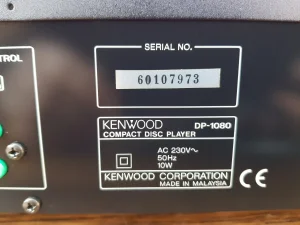 SERIAL NO.
60107973
TROL
KENWOOD DP-1080
COMPACT DISC PLAYER
AC 230V~
50Hz
10W
KENWOOD CORPORATION
MADE IN MALAYSIA
CE